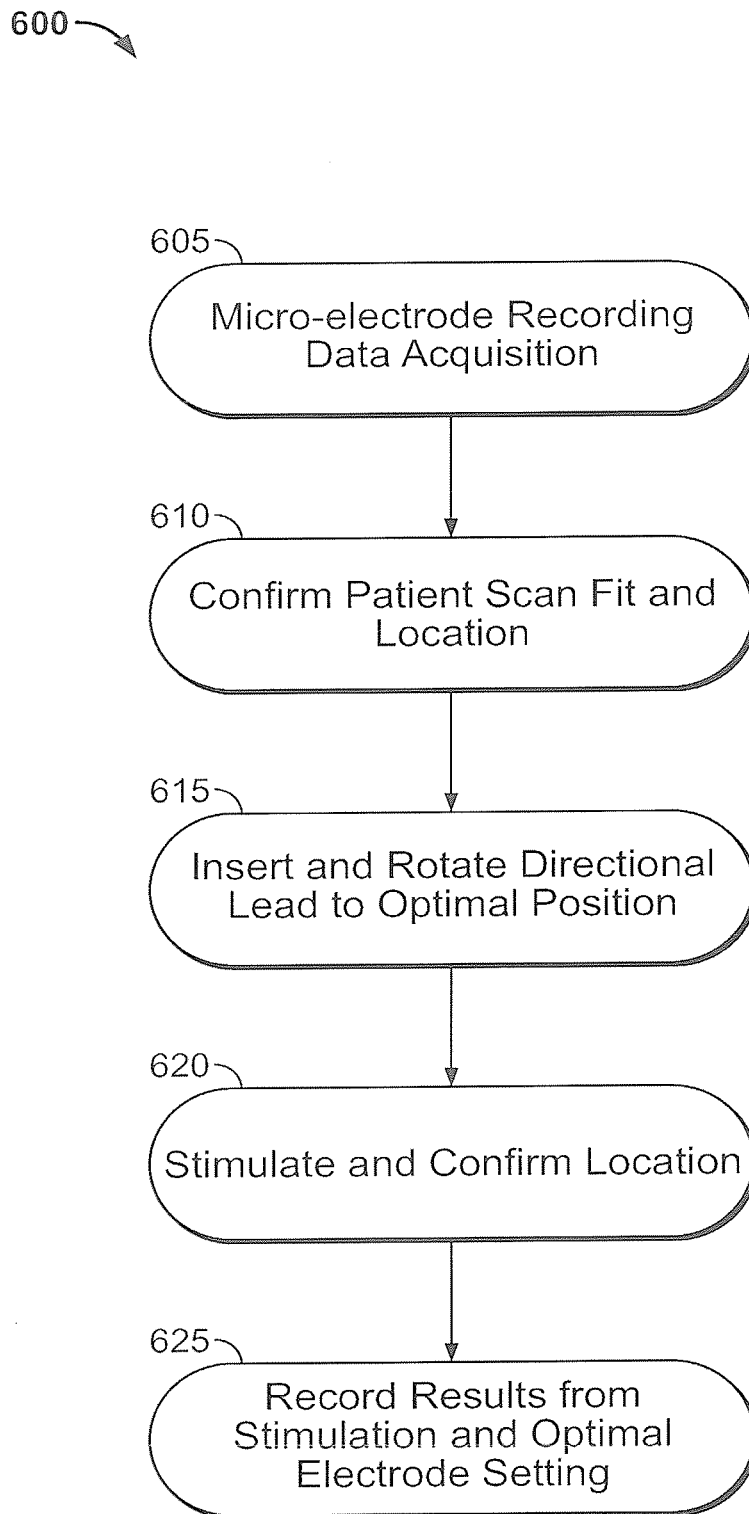 600
605
Micro-electrode Recording
Data Acquisition
610
Confirm Patient Scan Fit and
Location
615
Insert and Rotate Directional
Lead to Optimal Position
620
Stimulate and Confirm Location
625
Record Results from
Stimulation and Optimal
Electrode Setting